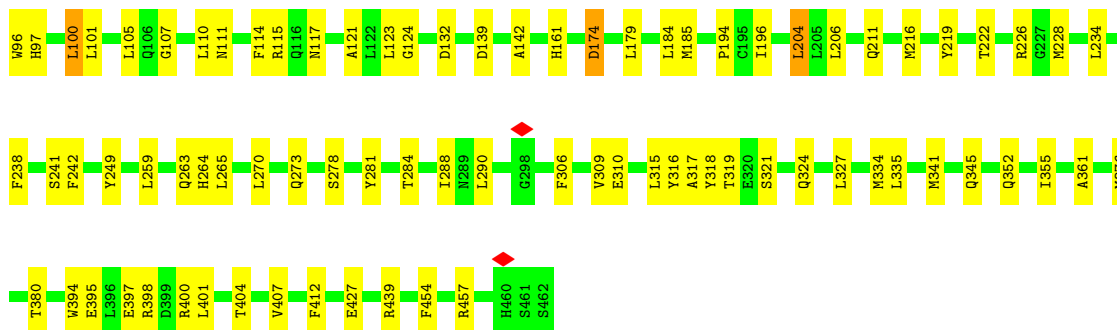 W96 H97 L100 L101 L105 Q106 G107 L110 N111 F114 R115 Q116 N117 A121 L122 L123 G124 D132 D139 A142 H161 D174 L179 L184 M185 P194 C195 I196 L204 L205 L206 Q211 M216 Y219 T222 R226 G227 M228 L234
F238 S241 F242 Y249 L259 Q263 H264 L265 L270 Q273 S278 Y281 T284 I288 N289 L290 G298 F306 V309 E310 L315 Y316 A317 Y318 T319 E320 S321 Q324 L327 M334 L335 M341 Q345 Q352 I355 A361
T380 W394 E395 L396 E397 R398 D399 R400 L401 T404 V407 F412 E427 R439 F454 R457 H460 S461 S462